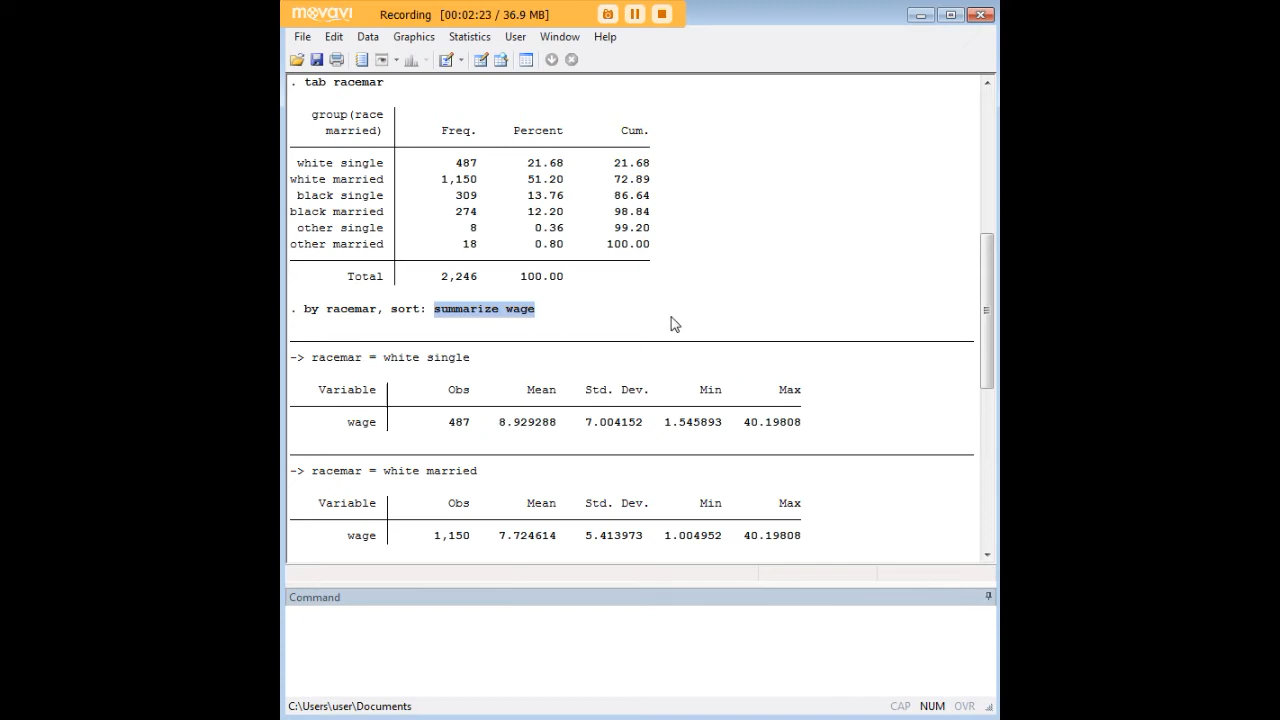 movavi Recording [00:02:23 / 36.9 MB]
File Edit Data Graphics Statistics User Window Help
. tab racemar
group(race
married) Freq. Percent Cum.
white single 487 21.68 21.68
white married 1,150 51.20 72.89
black single 309 13.76 86.64
black married 274 12.20 98.84
other single 8 0.36 99.20
other married 18 0.80 100.00
Total 2,246 100.00
. by racemar, sort: summarize wage
-> racemar = white single
Variable Obs Mean Std. Dev. Min Max
wage 487 8.929288 7.004152 1.545893 40.19808
-> racemar = white married
Variable Obs Mean Std. Dev. Min Max
wage 1,150 7.724614 5.413973 1.004952 40.19808
Command
C:\Users\user\Documents CAP NUM OVR